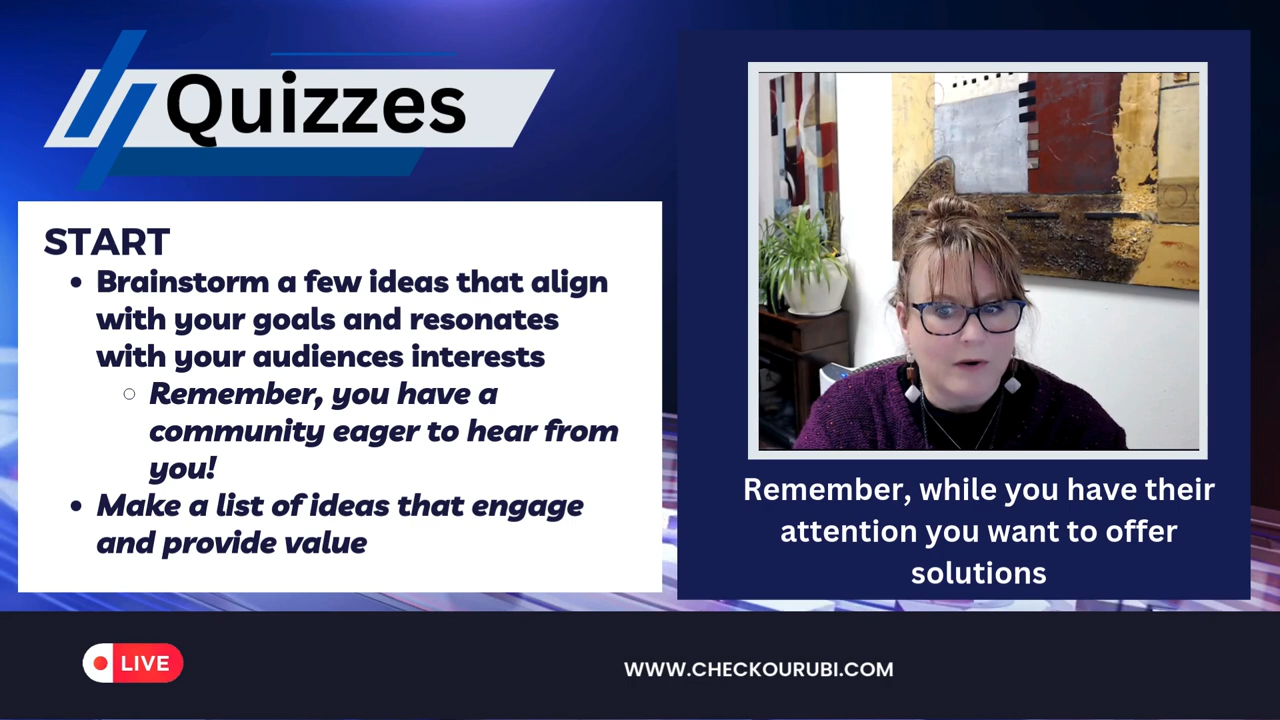 Quizzes
START
Brainstorm a few ideas that align
with your goals and resonates
with your audiences interests
Remember, you have a
community eager to hear from
you!
Make a list of ideas that engage
and provide value
Remember, while you have their
attention you want to offer
solutions
LIVE
WWW.CHECKOURUBI.COM